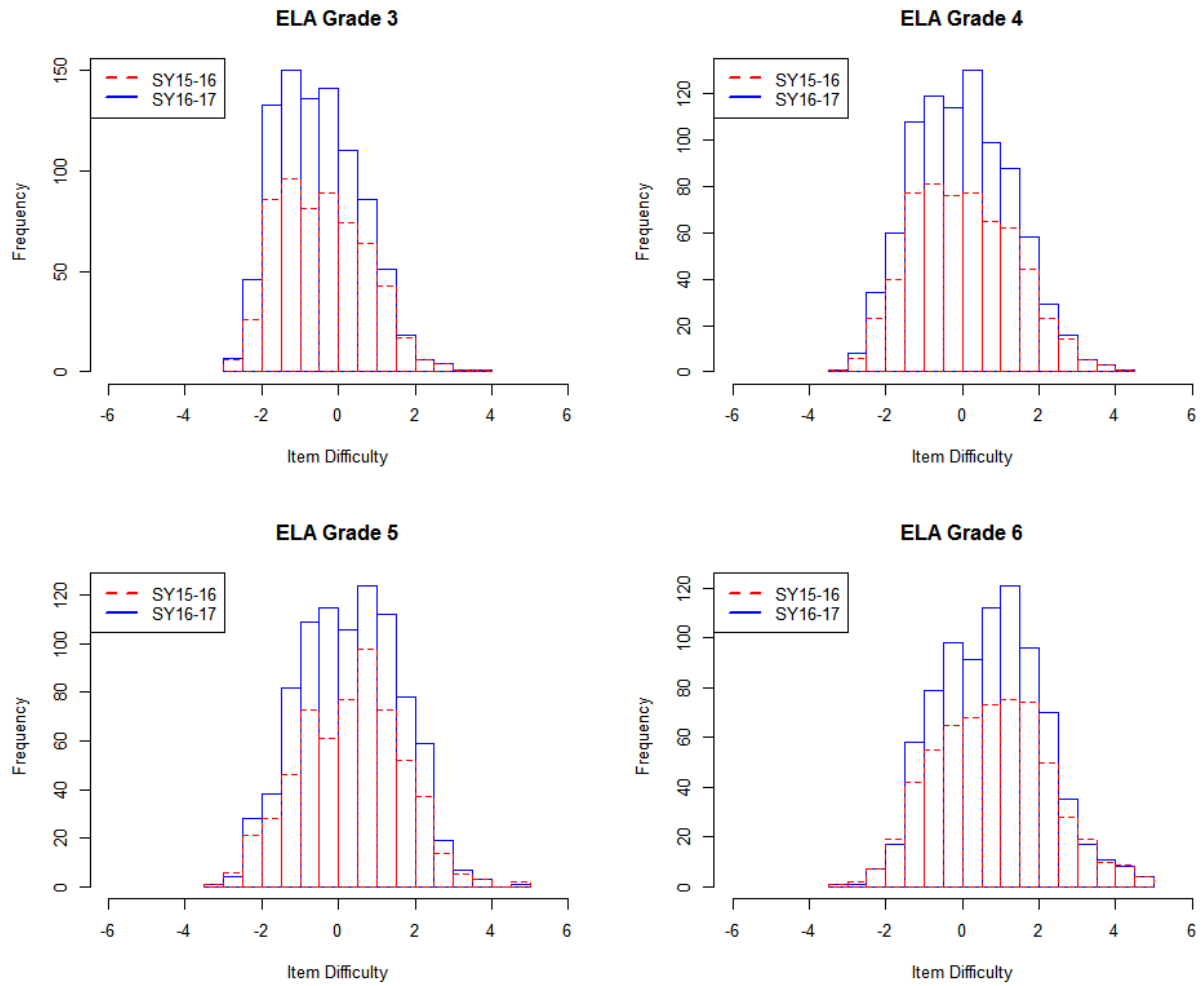 ELA Grade 3
SY15-16
SY16-17
Frequency
150
100
50
0
-6 -4 -2 0 2 4 6
Item Difficulty
ELA Grade 4
SY15-16
SY16-17
Frequency
120
100
80
60
40
20
0
-6 -4 -2 0 2 4 6
Item Difficulty
ELA Grade 5
SY15-16
SY16-17
Frequency
120
100
80
60
40
20
0
-6 -4 -2 0 2 4 6
Item Difficulty
ELA Grade 6
SY15-16
SY16-17
Frequency
120
100
80
60
40
20
0
-6 -4 -2 0 2 4 6
Item Difficulty